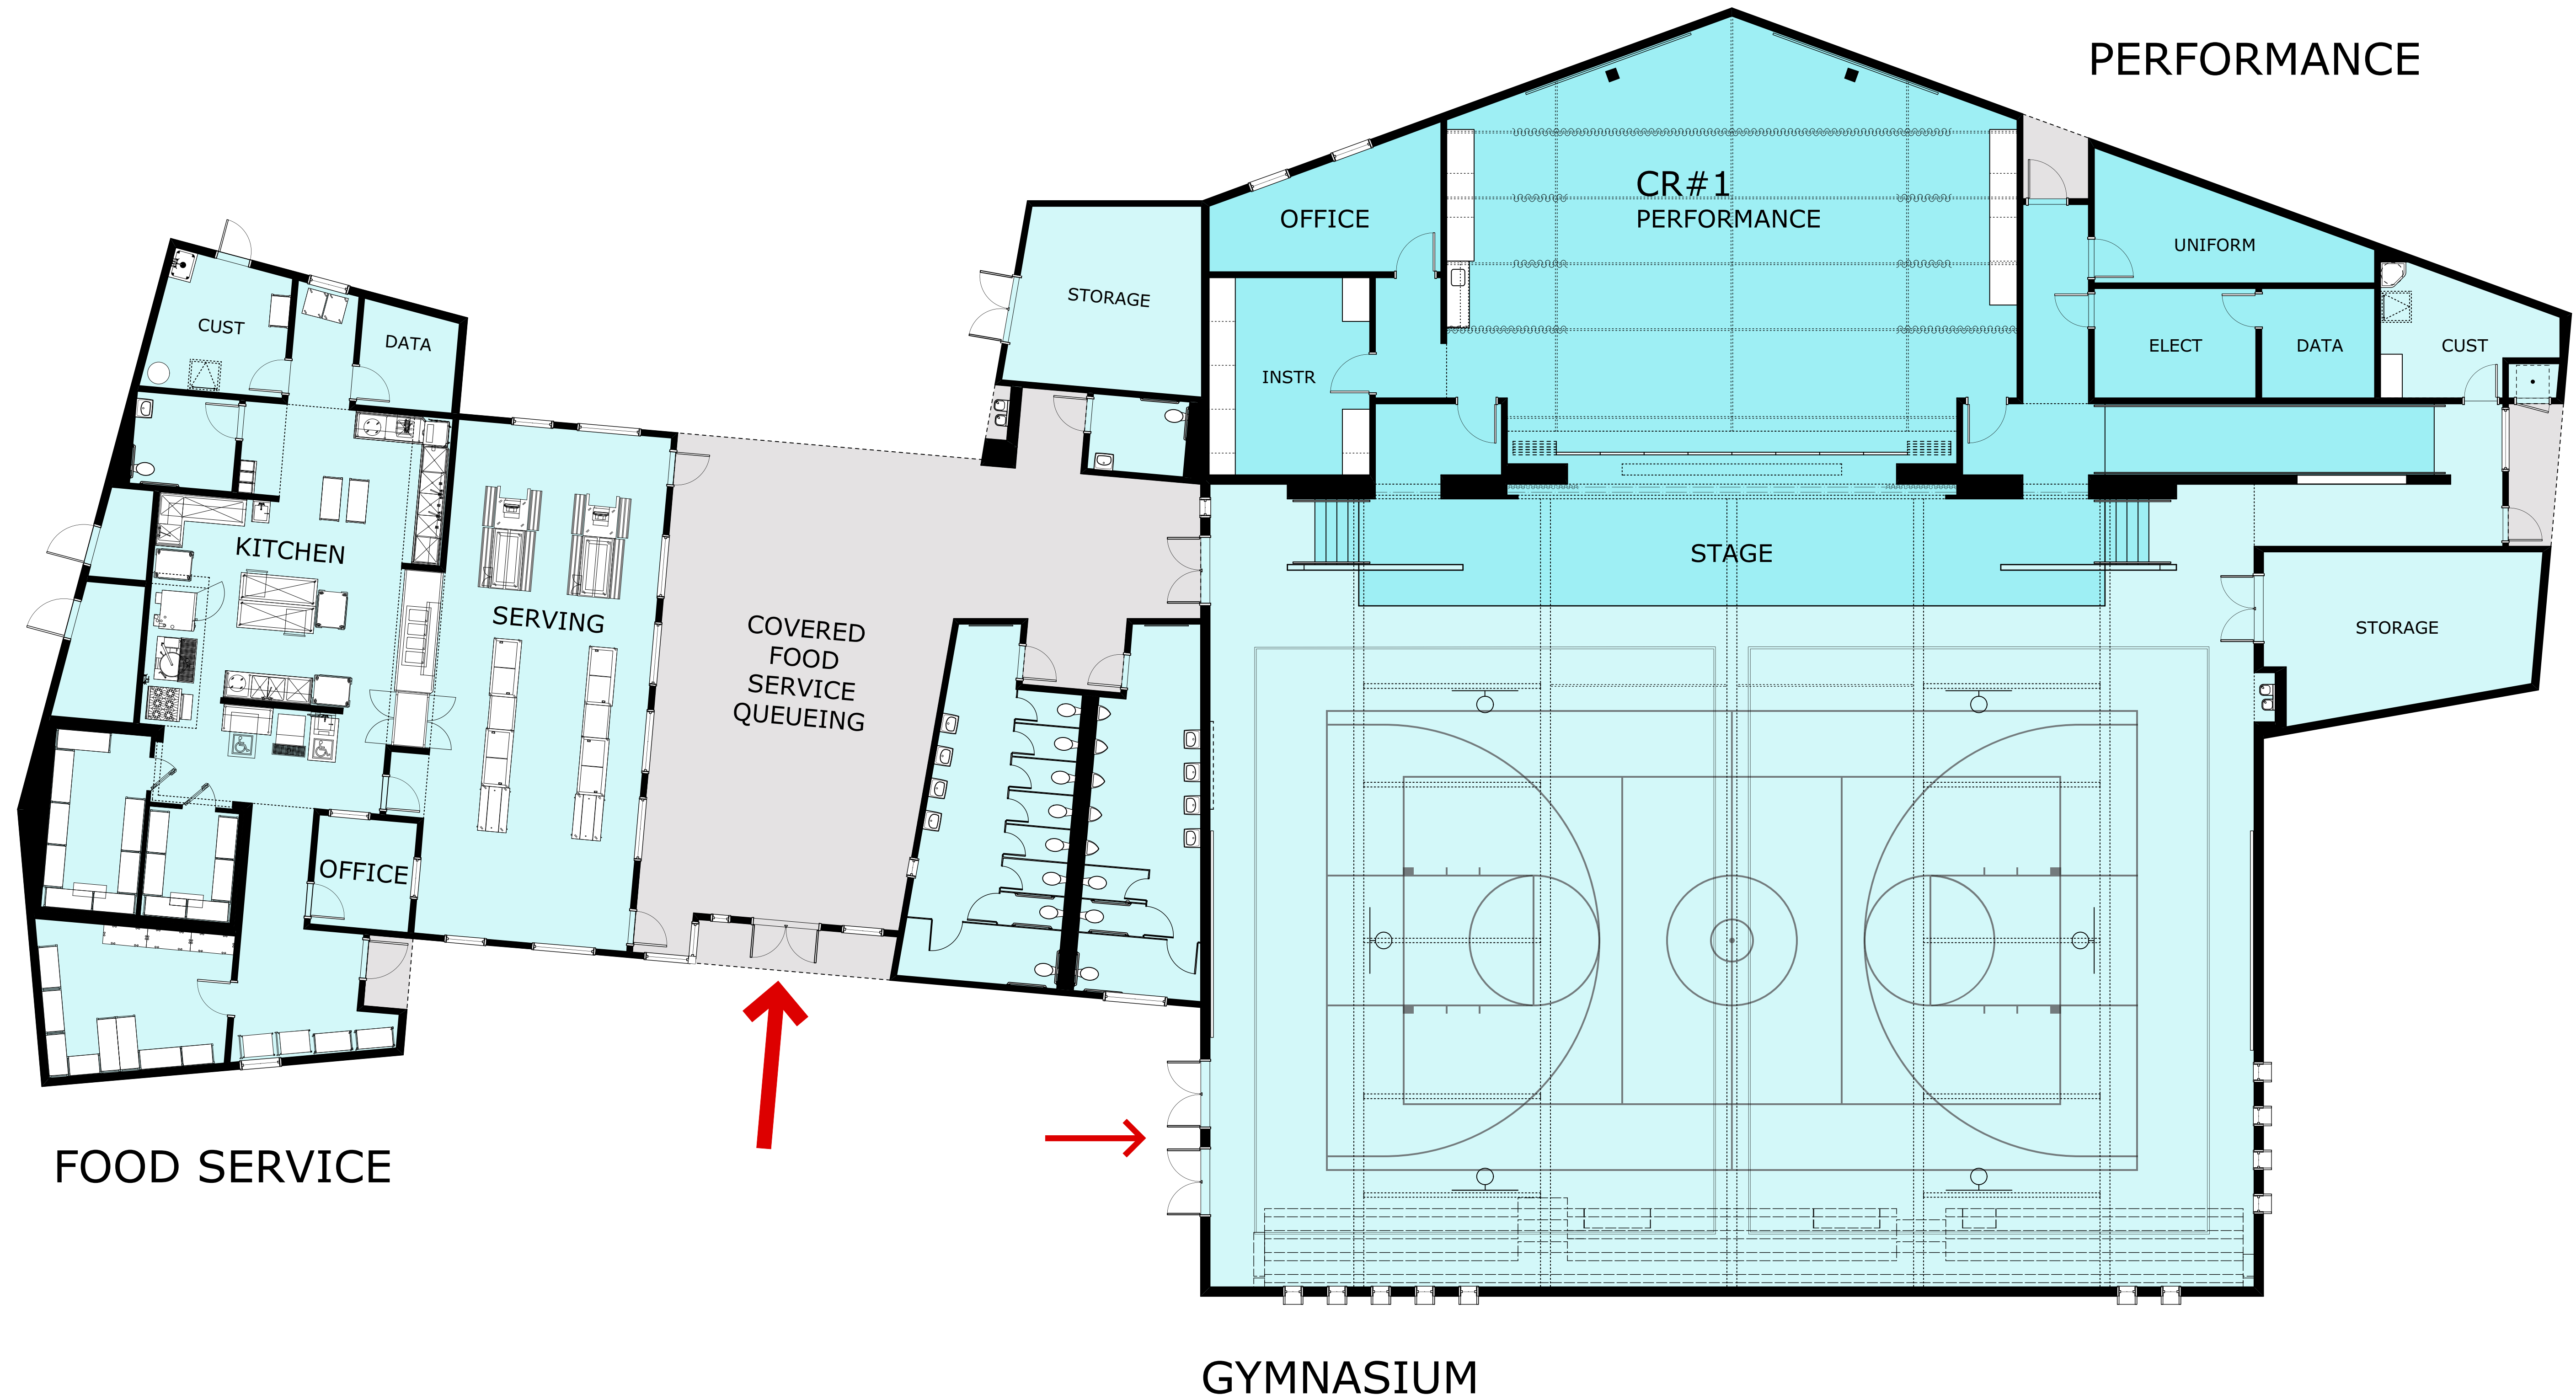 PERFORMANCE
CR#1
PERFORMANCE
OFFICE
UNIFORM
STORAGE
CUST
DATA
INSTR
ELECT
DATA
CUST
KITCHEN
STAGE
SERVING
COVERED
FOOD
SERVICE
QUEUEING
STORAGE
OFFICE
FOOD SERVICE
GYMNASIUM